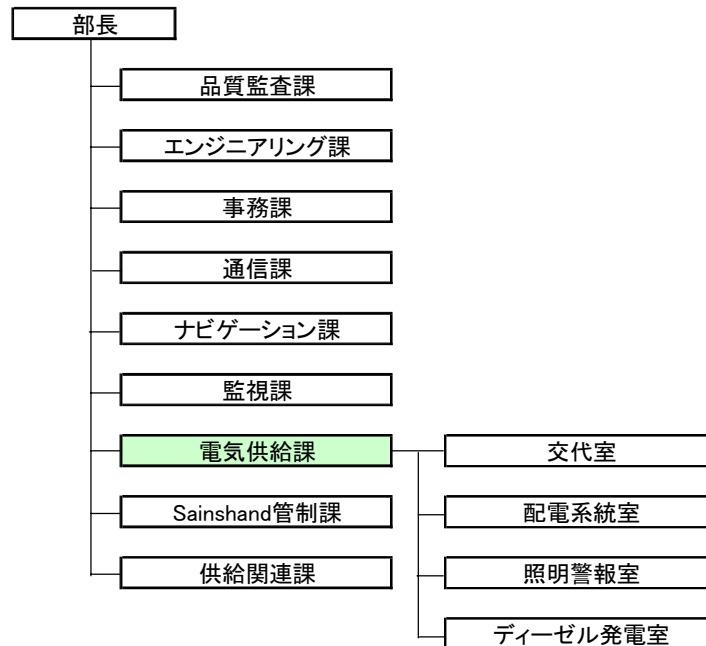 部長
品質監査課
エンジニアリング課
事務課
通信課
ナビゲーション課
監視課
電気供給課
交代室
Sainshand管制課
配電系統室
供給関連課
照明警報室
ディーゼル発電室